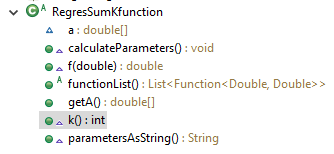 RegresSumKfunction
a : double[]
calculateParameters() : void
f(double) : double
functionList() : List<Function<Double, Double>>
getA() : double[]
k() : int
parametersAsString() : String